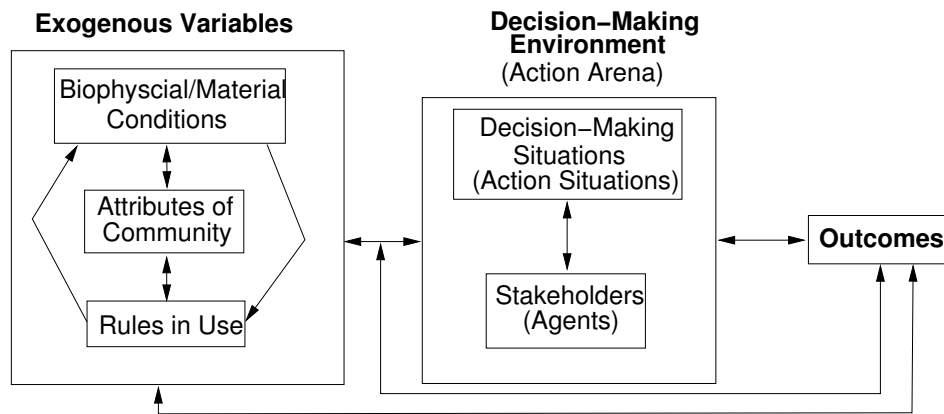 Exogenous Variables
Biophyscial/Material
Conditions
Attributes of
Community
Rules in Use
Decision−Making
Environment
(Action Arena)
Decision−Making
Situations
(Action Situations)
Stakeholders
(Agents)
Outcomes